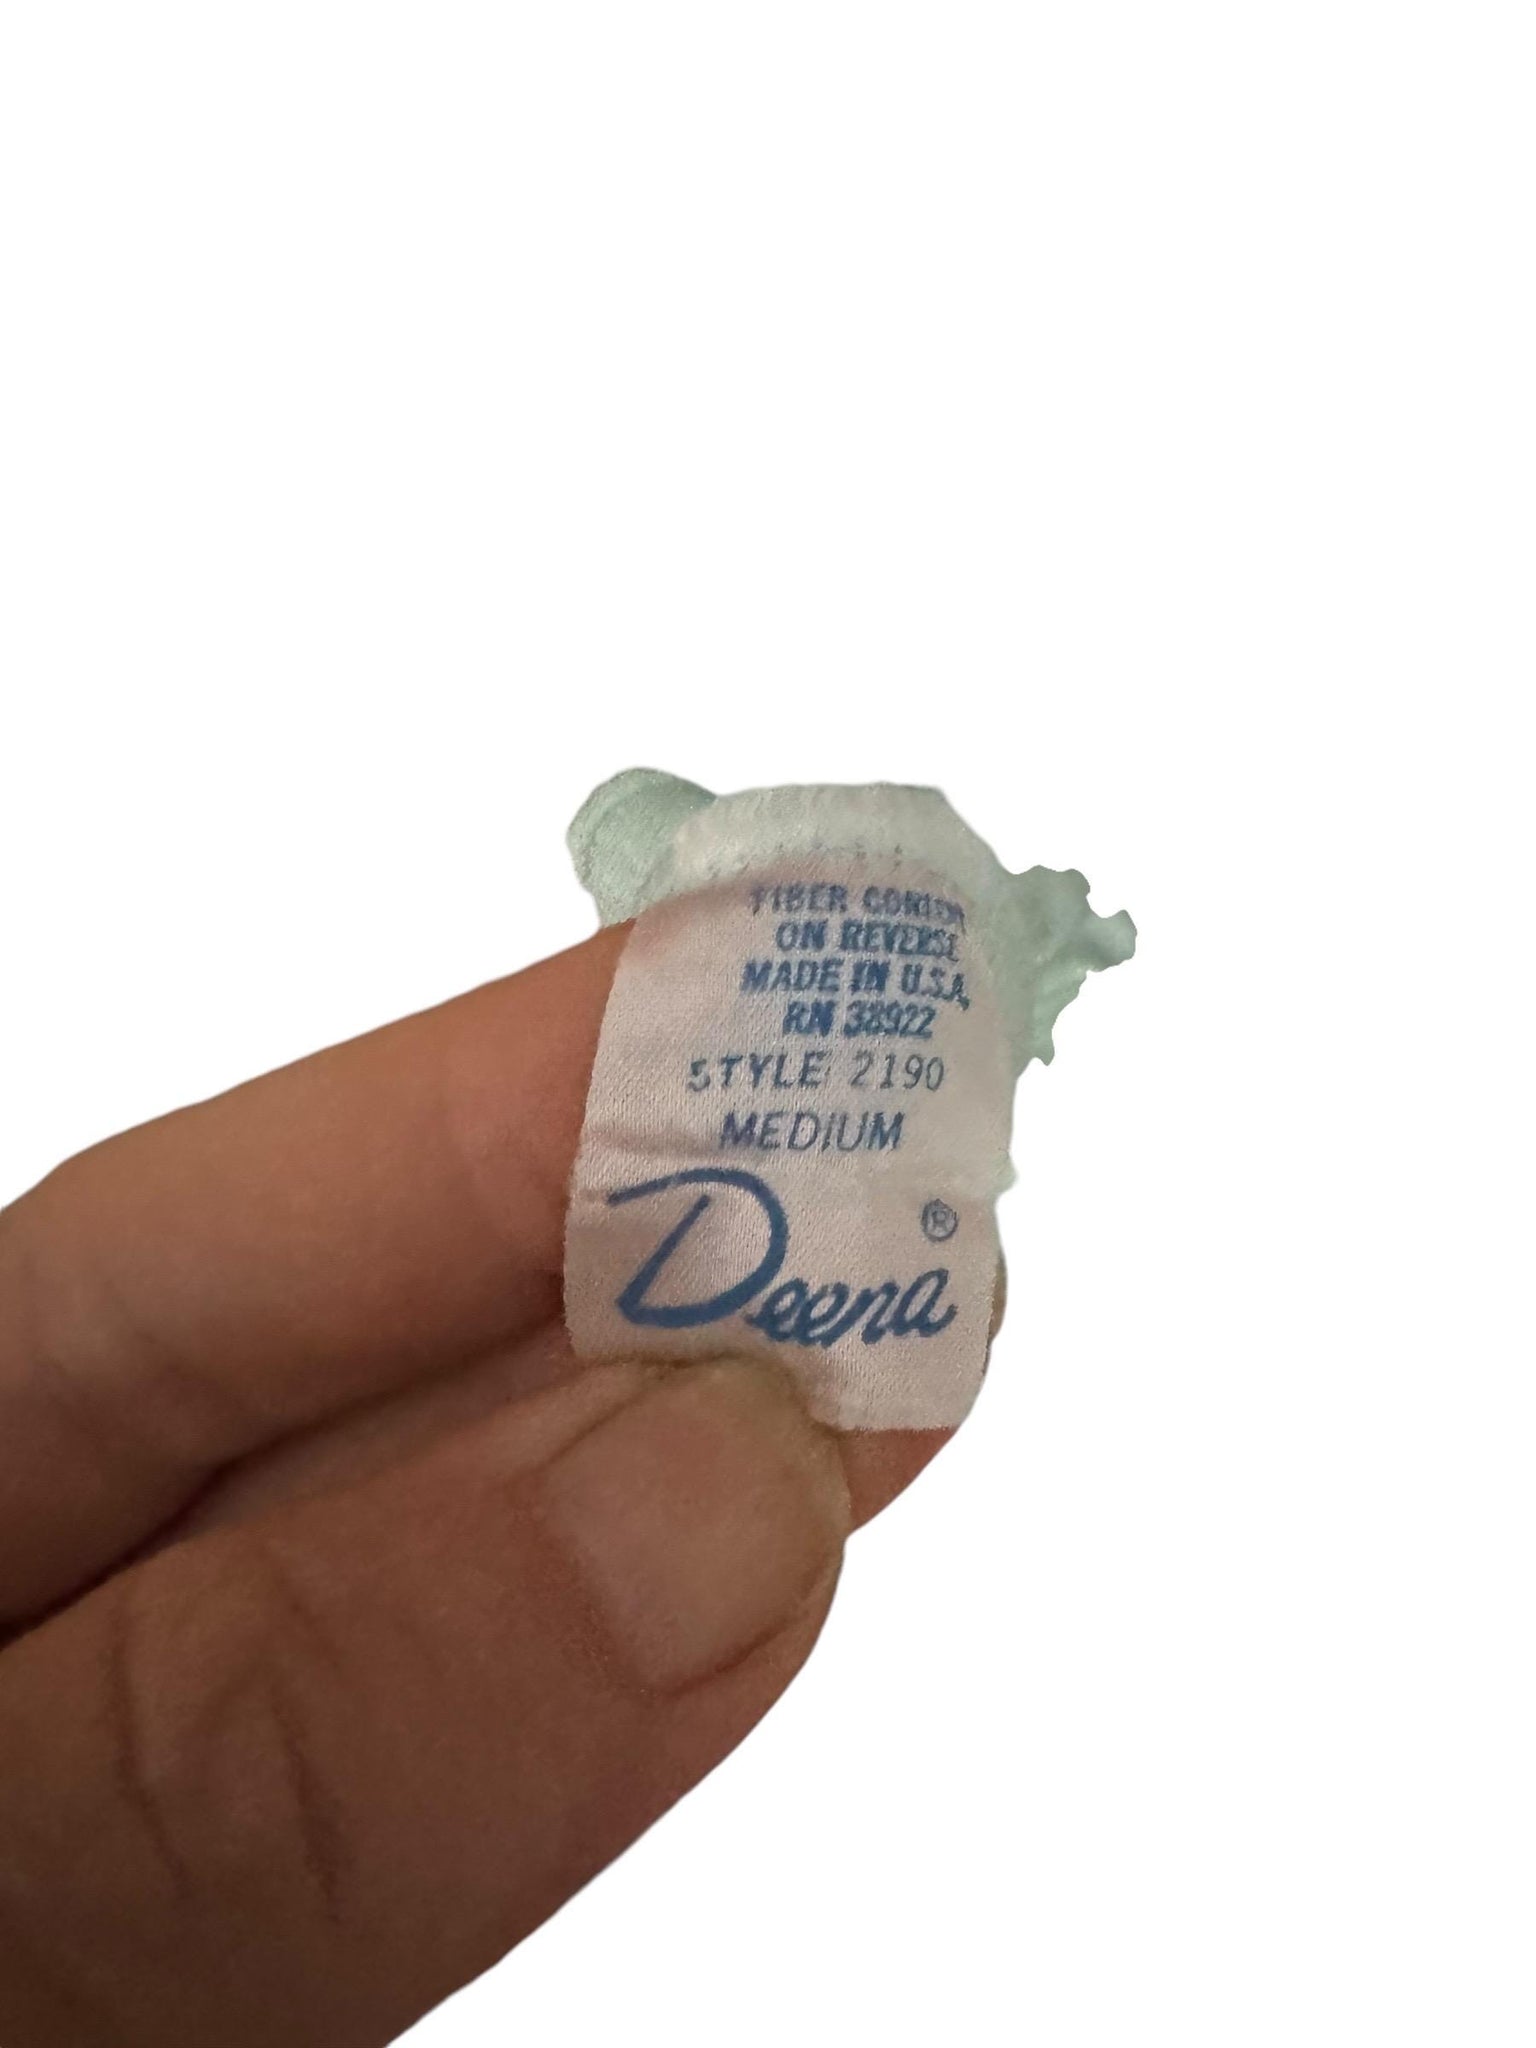 FIBER CONTENT
ON REVERSE
MADE IN U.S.A.
RN 38922
STYLE 2190
MEDIUM
Deena ®